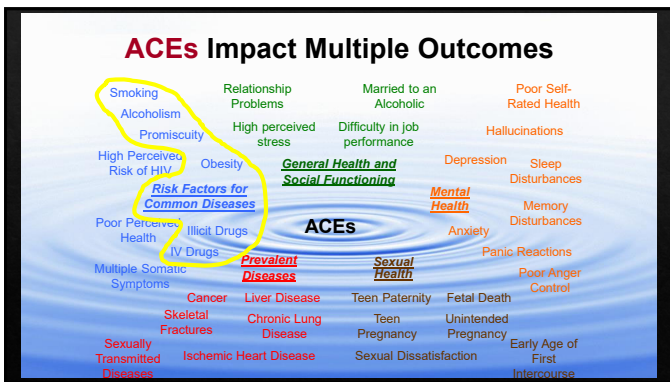 ACEs Impact Multiple Outcomes
Smoking
Alcoholism
Promiscuity
High Perceived
Risk of HIV
Obesity
Risk Factors for
Common Diseases
Poor Perceived
Health
Illicit Drugs
IV Drugs
Multiple Somatic
Symptoms
Relationship
Problems
Married to an
Alcoholic
High perceived
stress
Difficulty in job
performance
General Health and
Social Functioning
Poor Self-
Rated Health
Hallucinations
Depression
Sleep
Disturbances
Mental
Health
Memory
Disturbances
Anxiety
Panic Reactions
Poor Anger
Control
ACEs
Prevalent
Diseases
Cancer
Liver Disease
Skeletal
Fractures
Chronic Lung
Disease
Sexually
Transmitted
Diseases
Ischemic Heart Disease
Sexual
Health
Teen Paternity
Fetal Death
Teen
Pregnancy
Unintended
Pregnancy
Sexual Dissatisfaction
Early Age of
First
Intercourse